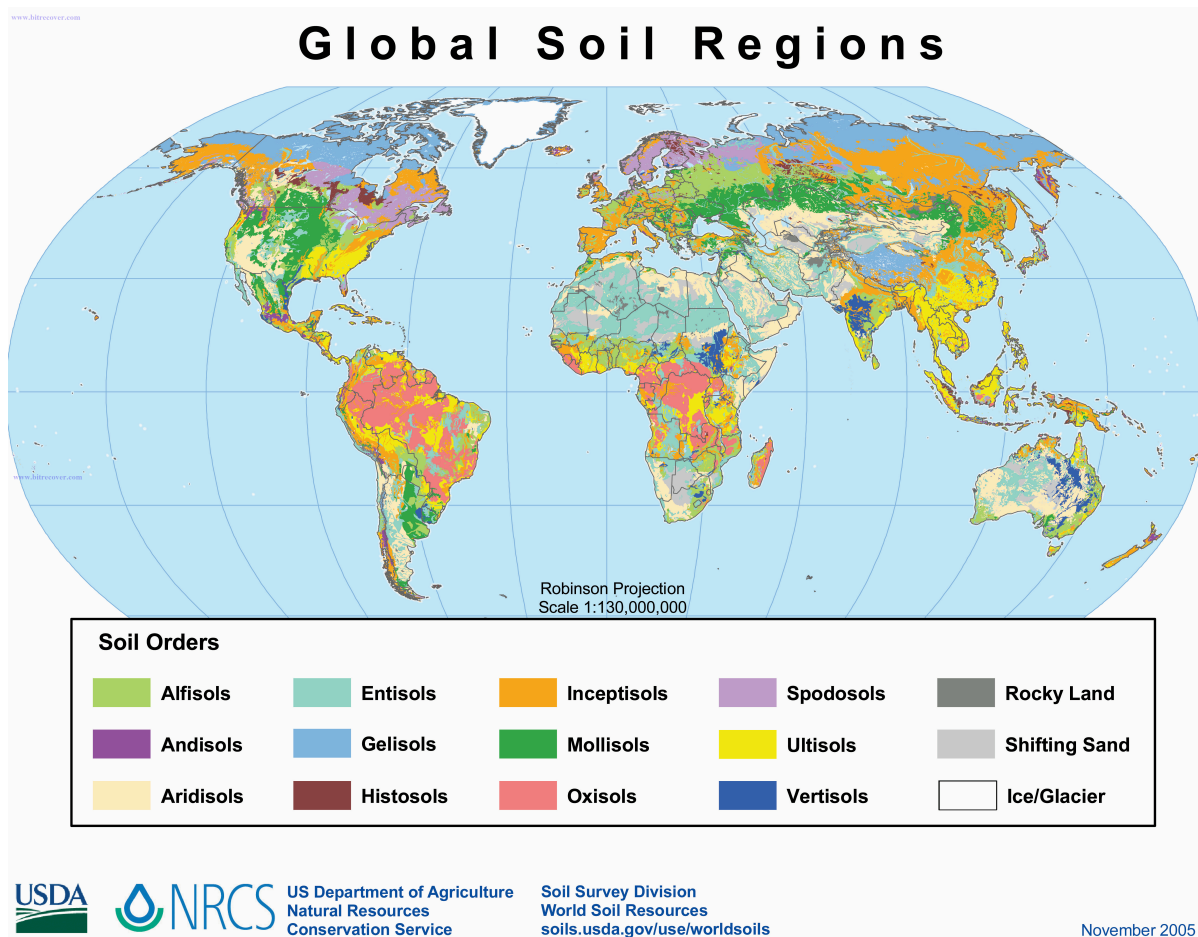 www.bitrecover.com
Global Soil Regions
www.bitrecover.com
Robinson Projection
Scale 1:130,000,000
Soil Orders
Alfisols Entisols Inceptisols Spodosols Rocky Land
Andisols Gelisols Mollisols Ultisols Shifting Sand
Aridisols Histosols Oxisols Vertisols Ice/Glacier
USDA
NRCS
US Department of Agriculture
Natural Resources
Conservation Service
Soil Survey Division
World Soil Resources
soils.usda.gov/use/worldsoils
November 2005